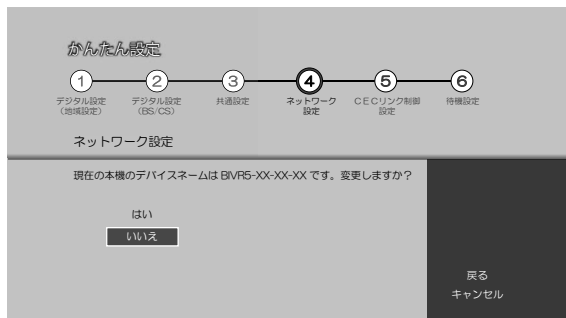 かんたん設定
1 2 3 4 5 6
デジタル設定 デジタル設定 共通設定 ネットワーク CECリンク制御 待機設定
(地域設定) (BS/CS) 設定 設定
ネットワーク設定
現在の本機のデバイスネームは BIVR5-XX-XX-XX です。変更しますか?
はい
いいえ
戻る
キャンセル